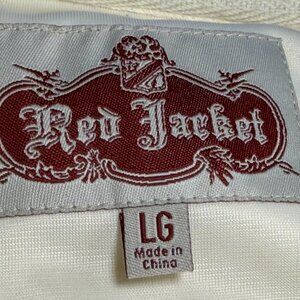 Red Jacket
LG
Made in
China